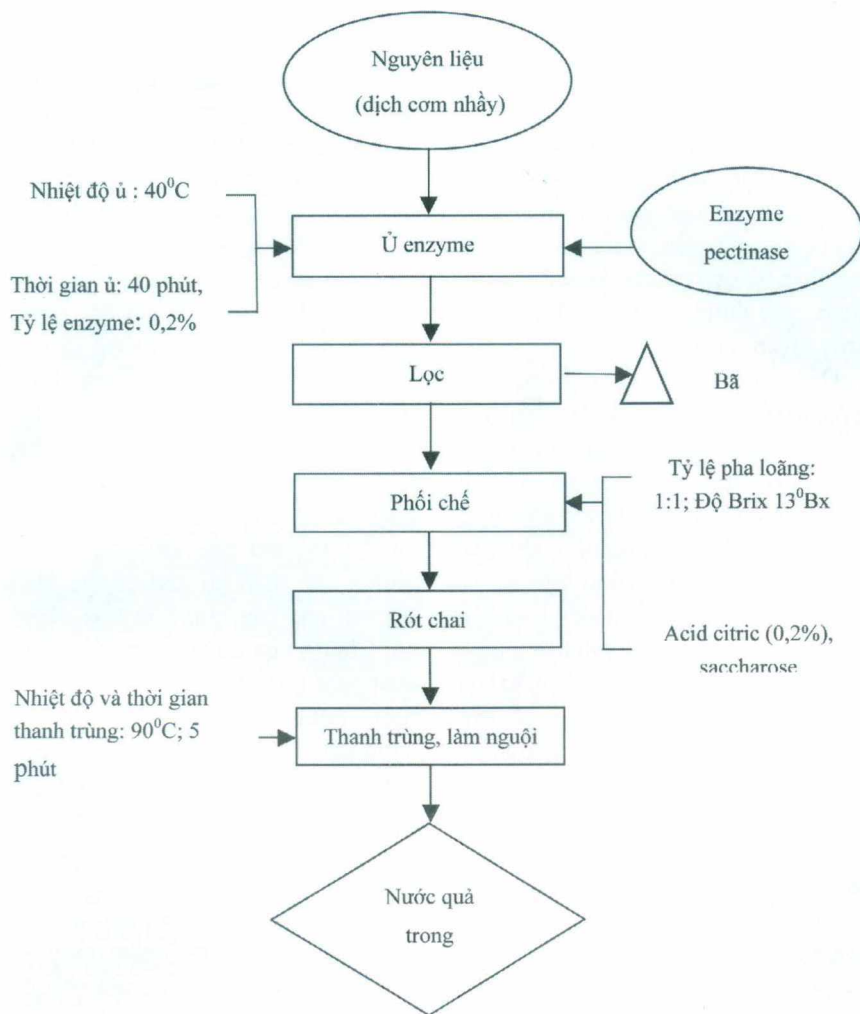 Nguyên liệu
(dịch cơm nhầy)
Nhiệt độ ủ : 40⁰C
Ủ enzyme
Enzyme
pectinase
Thời gian ủ: 40 phút,
Tỷ lệ enzyme: 0,2%
Lọc
Bã
Tỷ lệ pha loãng:
1:1; Độ Brix 13⁰Bx
Phối chế
Rót chai
Acid citric (0,2%),
saccharose
Nhiệt độ và thời gian
thanh trùng: 90⁰C; 5
phút
Thanh trùng, làm nguội
Nước quả
trong